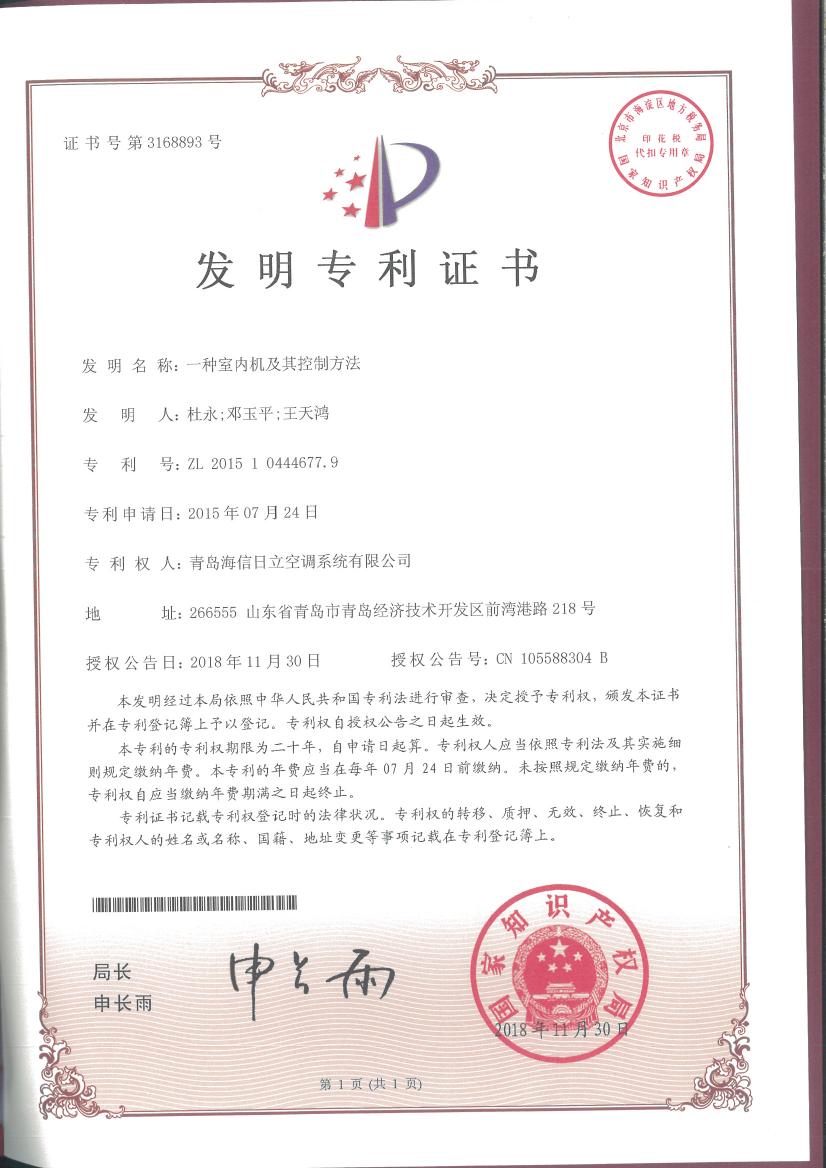 证书号第3168893号
北京市海淀区地方税务局
印花税
代扣专用章
国家知识产权局
发明专利证书
发明名称：一种室内机及其控制方法
发明人：杜永;邓玉平;王天鸿
专利号：ZL 2015 1 0444677.9
专利申请日：2015年07月24日
专利权人：青岛海信日立空调系统有限公司
地址：266555 山东省青岛市青岛经济技术开发区前湾港路218号
授权公告日：2018年11月30日 授权公告号：CN 105588304 B
本发明经过本局依照中华人民共和国专利法进行审查，决定授予专利权，颁发本证书
并在专利登记簿上予以登记。专利权自授权公告之日起生效。
本专利的专利权期限为二十年，自申请日起算。专利权人应当依照专利法及其实施细
则规定缴纳年费。本专利的年费应当在每年07月24日前缴纳。未按照规定缴纳年费的，
专利权自应当缴纳年费期满之日起终止。
专利证书记载专利权登记时的法律状况。专利权的转移、质押、无效、终止、恢复和
专利权人的姓名或名称、国籍、地址变更等事项记载在专利登记簿上。
局长
申长雨
申长雨
国家知识产权局
2018年11月30日
第1页(共1页)